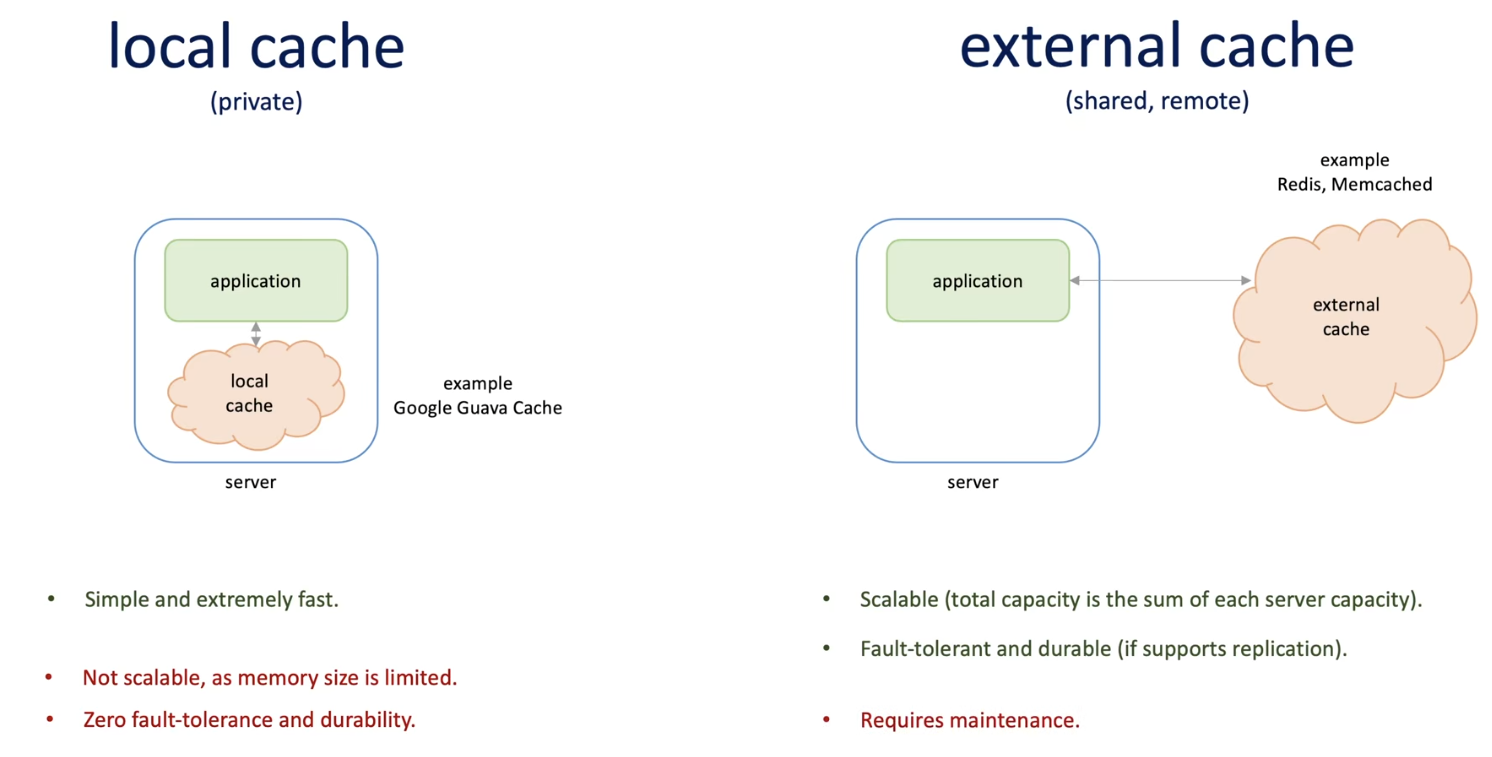 local cache
(private)
application
local
cache
example
Google Guava Cache
server
• Simple and extremely fast.
• Not scalable, as memory size is limited.
• Zero fault-tolerance and durability.
external cache
(shared, remote)
example
Redis, Memcached
application
external
cache
server
• Scalable (total capacity is the sum of each server capacity).
• Fault-tolerant and durable (if supports replication).
• Requires maintenance.